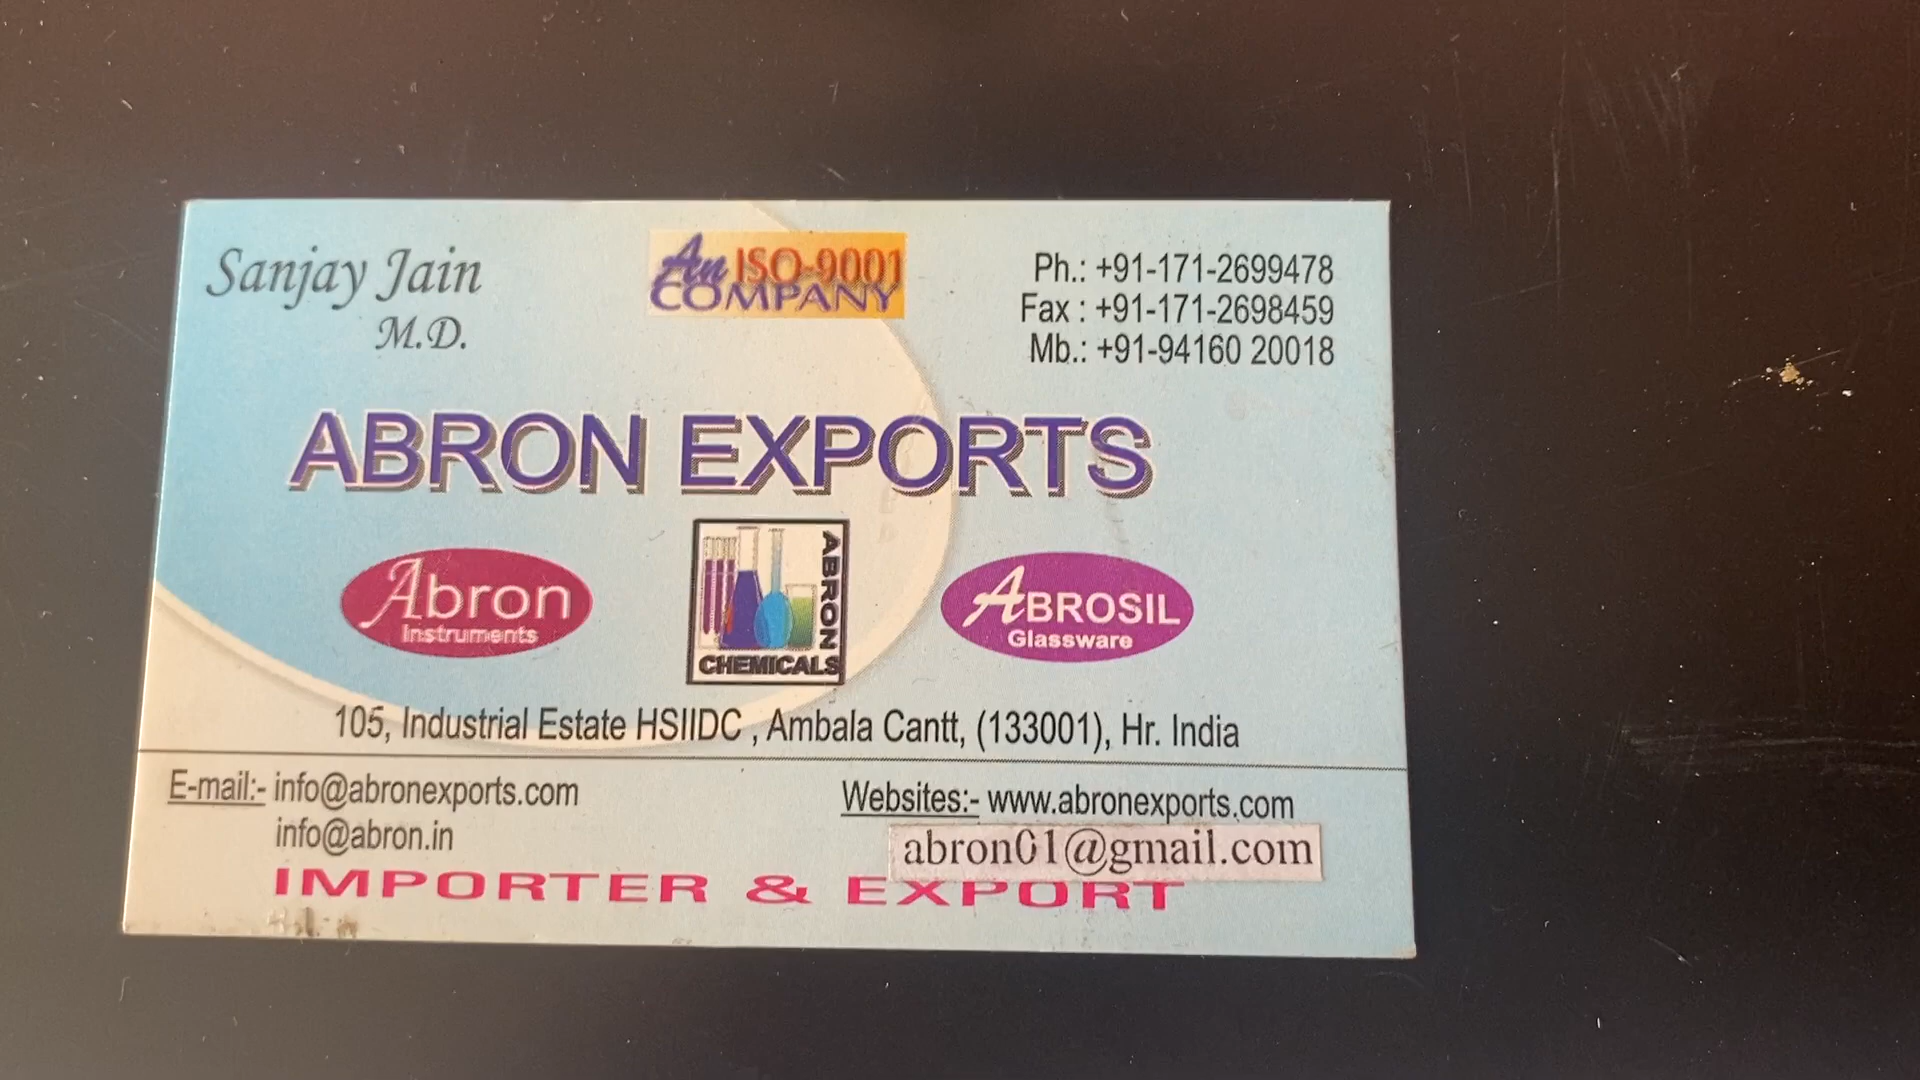 Sanjay Jain
M.D.
An ISO-9001
COMPANY
Ph.: +91-171-2699478
Fax : +91-171-2698459
Mb.: +91-94160 20018
ABRON EXPORTS
Abron
Instruments
ABRON
CHEMICALS
ABROSIL
Glassware
105, Industrial Estate HSIIDC , Ambala Cantt, (133001), Hr. India
E-mail:- info@abronexports.com
info@abron.in
Websites:- www.abronexports.com
abron01@gmail.com
IMPORTER & EXPORT